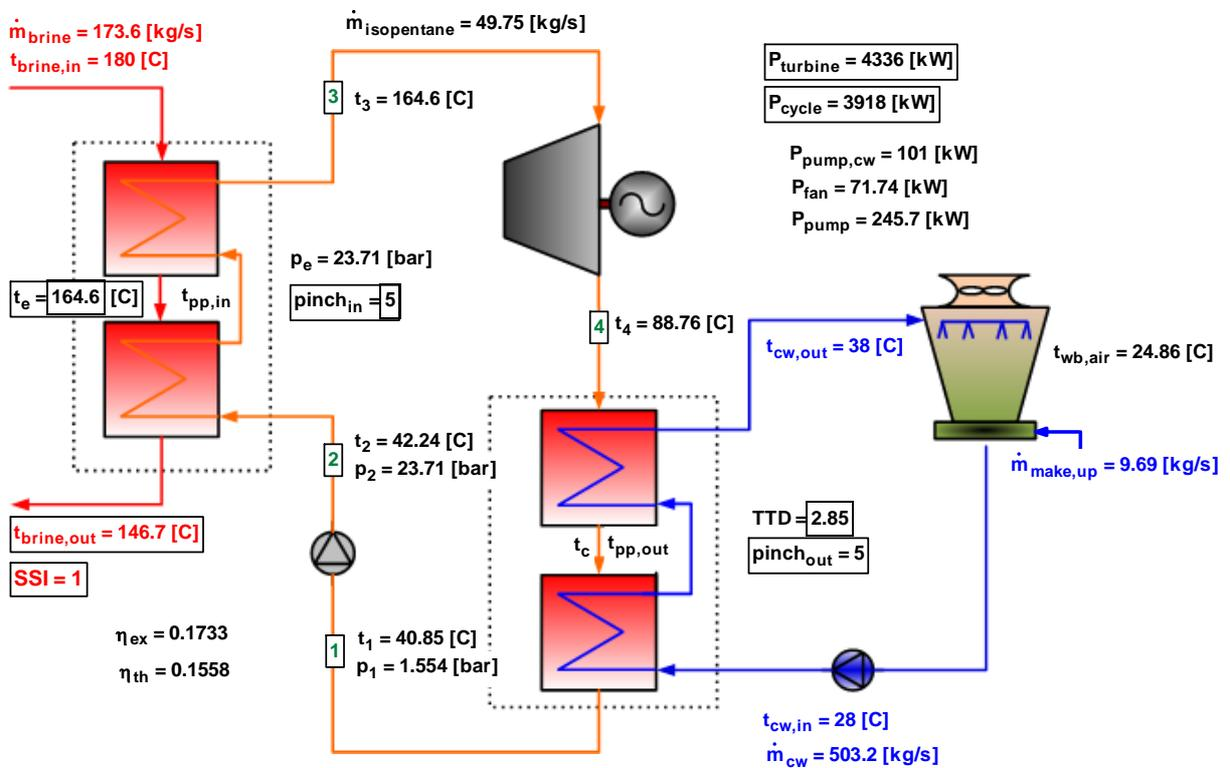 ṁbrine = 173.6 [kg/s]
tbrine,in = 180 [C]
ṁisopentane = 49.75 [kg/s]
Pturbine = 4336 [kW]
Pcycle = 3918 [kW]
3
t3 = 164.6 [C]
Ppump,cw = 101 [kW]
Pfan = 71.74 [kW]
Ppump = 245.7 [kW]
pe = 23.71 [bar]
pinchin = 5
te = 164.6 [C]
tpp,in
4
t4 = 88.76 [C]
tcw,out = 38 [C]
twb,air = 24.86 [C]
2
t2 = 42.24 [C]
p2 = 23.71 [bar]
ṁmake,up = 9.69 [kg/s]
tbrine,out = 146.7 [C]
SSI = 1
TTD = 2.85
pinchout = 5
tc
tpp,out
ηex = 0.1733
ηth = 0.1558
1
t1 = 40.85 [C]
p1 = 1.554 [bar]
tcw,in = 28 [C]
ṁcw = 503.2 [kg/s]